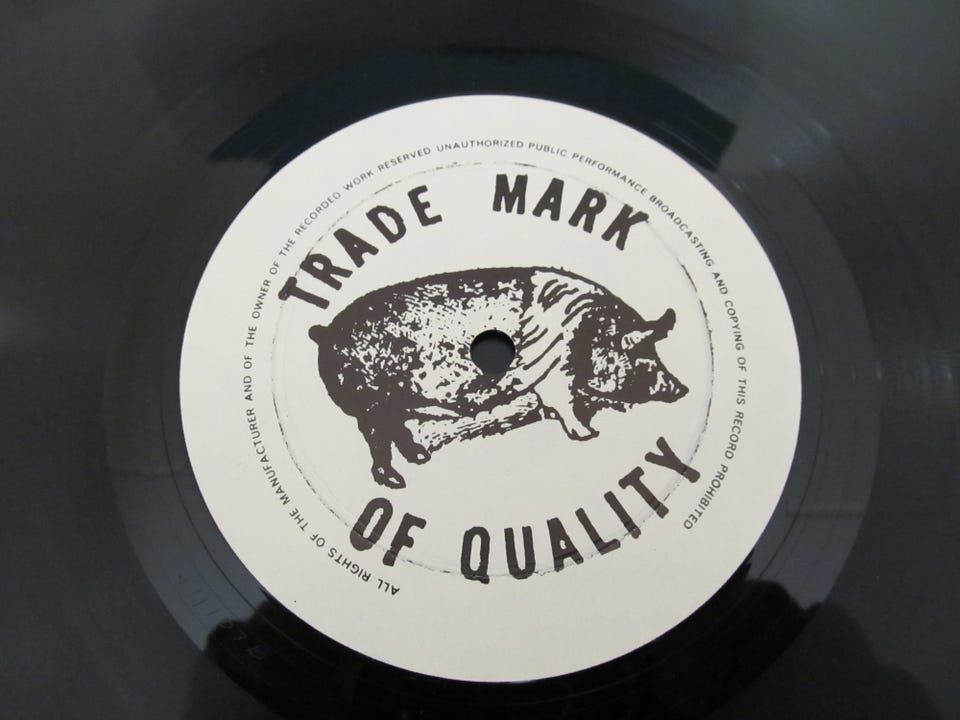 TRADE MARK
OF QUALITY
ALL RIGHTS OF THE MANUFACTURER AND OF THE OWNER OF THE RECORDED WORK RESERVED UNAUTHORIZED PUBLIC PERFORMANCE BROADCASTING AND COPYING OF THIS RECORD PROHIBITED